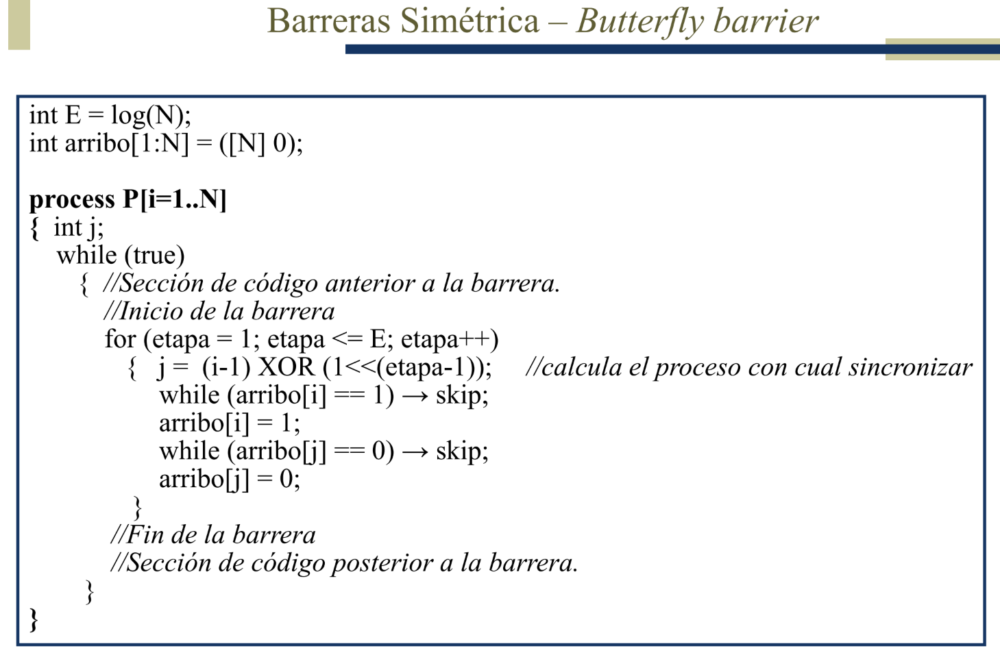 Barreras Simétrica – Butterfly barrier
int E = log(N);
int arribo[1:N] = ([N] 0);
process P[i=1..N]
{ int j;
while (true)
{ //Sección de código anterior a la barrera.
//Inicio de la barrera
for (etapa = 1; etapa <= E; etapa++)
{ j = (i-1) XOR (1<<(etapa-1)); //calcula el proceso con cual sincronizar
while (arribo[i] == 1) → skip;
arribo[i] = 1;
while (arribo[j] == 0) → skip;
arribo[j] = 0;
}
//Fin de la barrera
//Sección de código posterior a la barrera.
}
}